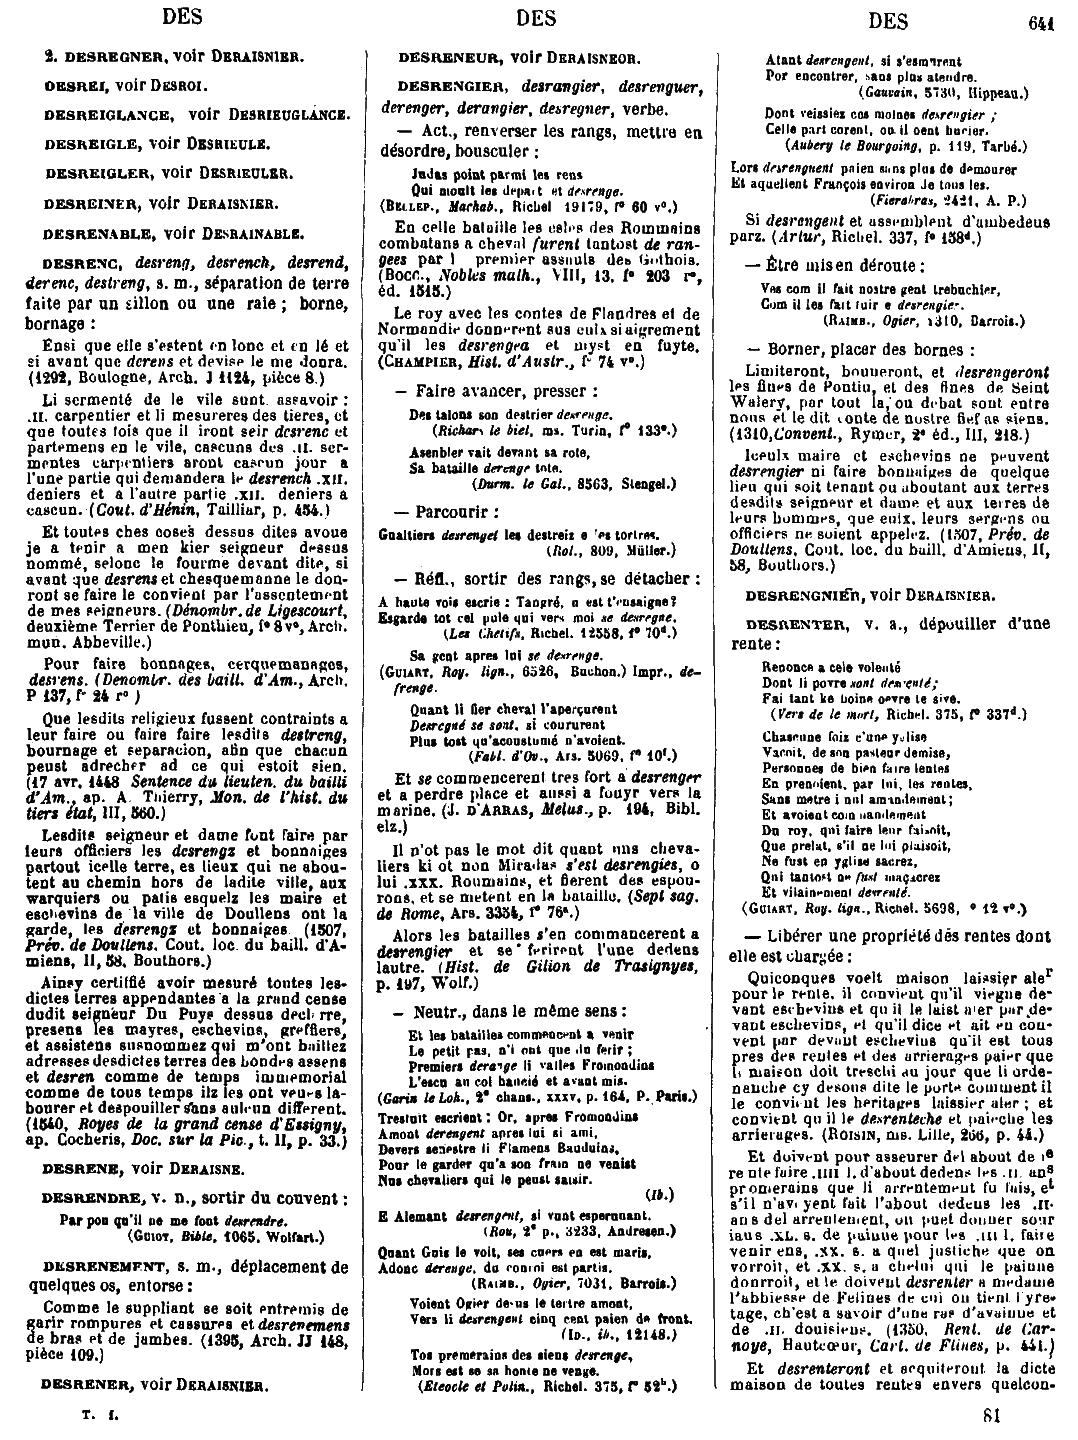 DES
DES
DES 641
2. DESREGNER, voir DERAISNIER.
DESREI, voir DESROI.
DESREIGLANCE, voir DESRIEUGLANCE.
DESREIGLE, voir DESRIEULE.
DESREIGLER, voir DESRIEULER.
DESREINER, voir DERAISNIER.
DESRENABLE, voir DESRAINABLE.
DESRENC, desreng, desrench, desrend,
derenc, destreng, s. m., séparation de terre
faite par un sillon ou une raie ; borne,
bornage :
Ensi que elle s'estent en lonc et en lé et
si avant que derens et devise le me donra.
(1292, Boulogne, Arch. J 1124, pièce 8.)
Li sermenté de le vile sunt assavoir :
.II. carpentier et li mesureres des tieres, et
que toutes fois que il iront seir desrenc et
partemens en le vile, cascuns des .II. ser-
mentes carpentiers aront cascun jour a
l'une partie qui demandera le desrench .XII.
deniers et a l'autre partie .XII. deniers a
cascun. (Cout. d'Hénin, Tailliar, p. 454.)
Et toutes ches coses dessus dites avoue
je a tenir a men kier seigneur dessus
nommé, selonc le fourme devant dite, si
avant que desrens et chesquemanne le don-
ront se faire le convient par l'assentement
de mes seigneurs. (Dénombr. de Ligescourt,
deuxième Terrier de Ponthieu, f° 8 v°, Arch.
mun. Abbeville.)
Pour faire bonnages, cerquemanages,
desrens. (Denombr. des baill. d'Am., Arch.
P 137, f° 24 r°)
Que lesdits religieux fussent contraints a
leur faire ou faire faire lesdits destreng,
bournage et separacion, afin que chacun
peust adrecher ad ce qui estoit sien.
(17 avr. 1448 Sentence du lieuten. du bailli
d'Am., ap. A. Thierry, Mon. de l'hist. du
tiers état, III, 560.)
Lesdits seigneur et dame font faire par
leurs officiers les desrengz et bonnaiges
partout icelle terre, es lieux qui ne abou-
tent au chemin hors de ladite ville, aux
warquiers ou patis esquelz les maire et
eschevins de la ville de Doullens ont la
garde, les desrengz et bonnaiges. (1507,
Prév. de Doullens. Cout. loc. du baill. d'A-
miens, II, 58, Bouthors.)
Ainsy certiffié avoir mesuré toutes les-
dictes terres appendantes a la grand cense
dudit seigneur Du Puys dessus declairre,
presens les mayres, eschevins, greffiers,
et assistens susnommez qui m'ont baillez
adresses desdictes terres des bondes assens
et desren comme de temps immemorial
comme de tous temps ilz les ont veues la-
bourer et despouiller sans aulcun different.
(1540, Royes de la grand cense d'Essigny,
ap. Cocheris, Doc. sur la Pic., t. II, p. 33.)
DESRENE, voir DERAISNE.
DESRENDRE, V. n., sortir du couvent :
Par pou qu'il ne me font desrendre.
(GUIOT, Bible, 1065, Wolfart.)
DESRENEMENT, s. m., déplacement de
quelques os, entorse :
Comme le suppliant se soit entremis de
garir rompures et cassures et desrenemens
de bras et de jambes. (1395, Arch. JJ 148,
pièce 109.)
DESRENER, voir DERAISNIER.
T. I.
DESRENEUR, voir DERAISNEOR.
DESRENGIER, desrangier, desrenguer,
derenger, derangier, desregner, verbe.
— Act., renverser les rangs, mettre en
désordre, bousculer :
Judas point parmi les rens
Qui moult les depart et desrenge.
(BELLEP., Machab., Richel 19179, f° 60 v°.)
En celle bataille les esles des Rommains
combatans a cheval furent tantost de ran-
gees par l premier assauls des Gothois.
(Bocc., Nobles malh., VIII, 13, f° 203 r°,
éd. 1515.)
Le roy avec les contes de Flandres et de
Normandie donnerent sus eulx si aigrement
qu'il les desrengea et myst en fuyte.
(CHAMPIER, Hist. d'Austr., f° 74 v°.)
— Faire avancer, presser :
Des talons son destrier desrenge.
(Richars le biel, ms. Turin, f° 133°.)
Asenbler vait devant sa rote,
Sa bataille derenge tote.
(Durm. le Gal., 8563, Stengel.)
— Parcourir :
Gualtiers desrenget les destreiz e les tertres.
(Rol., 809, Müller.)
— Réfl., sortir des rangs, se détacher :
A haute vois escrie : Tangré, u est l'ensaigne?
Esgarde tot cel pule qui vers moi se desregne.
(Les Chetifs, Richel. 12558, f° 70d.)
Sa gent apres lui se desrenge.
(GUIART, Roy. lign., 6526, Buchon.) Impr., de-
frenge.
Quant li fier cheval l'aperçurent
Desregné se sont, si coururent
Plus tost qu'acoustumé n'avoient.
(Fabl. d'Ov., Ars. 5069, f° 10f.)
Et se commencerent tres fort a desrenger
et a perdre place et aussi a fouyr vers la
marine. (J. D'ARRAS, Melus., p. 194, Bibl.
elz.)
Il n'ot pas le mot dit quant uns cheva-
liers ki ot non Miradas s'est desrengies, o
lui .XXX. Roumains, et fierent des espou-
rons, et se metent en la bataille. (Sept sag.
de Rome, Ars. 3354, f° 76a.)
Alors les batailles s'en commencerent a
desrengier et se ferirent l'une dedens
lautre. (Hist. de Gilion de Trasignyes,
p. 197, Wolf.)
— Neutr., dans le même sens :
Et les batailles commencent a venir
Le petit pas, n'i ont que du ferir ;
Premiers derange li valles Fromondins
L'escu au col baucié et avant mis.
(Garin le Loh., 2e chans., XXXV, p. 164, P. Paris.)
Trestuit escrient : Or, apres Fromondins
Amont derengent apres lui si ami,
Devers senestre li Flamens Bauduins,
Pour le garder qu'a son frain ne venist
Nus chevaliers qui le peust saisir.
(Ib.)
E Alemant desrengent, si vunt esperunant.
(Rou, 2e p., 3233, Andresen.)
Quant Guis le voit, ses cuers en est maris,
Adonc derenge, du conroi est partis.
(RAIMB., Ogier, 7031, Barrois.)
Voient Ogier desus le tertre amont,
Vers li desrengent cinq cent paien de front.
(ID., ib., 12148.)
Tos premerains des siens desrenge,
Mors est se sa honte ne venge.
(Eteocle et Polin., Richel. 375, f° 52b.)
Atant desrengent, si s'esmurent
Por encontrer, sans plus atendre.
(Gauvain, 5730, Hippeau.)
Dont veissies cos moines desrengier ;
Celle part corent, ou il oent hurier.
(Aubery le Bourgoing, p. 119, Tarbé.)
Lors desrenguent paien sans plus de demourer
Et aquellent François environ de tous les.
(Fierabras, 2421, A. P.)
Si desrangent et assemblent d'ambedeus
parz. (Artur, Richel. 337, f° 158d.)
— Être mis en déroute :
Ves com il fait nostre gent trebuchier,
Com il les fait fuir e desrengier.
(RAIMB., Ogier, 1310, Barrois.)
— Borner, placer des bornes :
Limiteront, bonneront, et desrengeront
les fines de Pontiu, et des fines de Seint
Walery, par tout la, ou debat sont entre
nous et le dit conte de nostre fief as siens.
(1310, Convent., Rymer, 2e éd., III, 218.)
Iceulx maire et eschevins ne peuvent
desrengier ni faire bonnaiges de quelque
lieu qui soit tenant ou aboutant aux terres
desdits seigneur et dame et aux terres de
leurs hommes, que eulx, leurs sergens ou
officiers ne soient appelez. (1507, Prév. de
Doullens, Cout. loc. du baill. d'Amiens, II,
58, Bouthors.)
DESRENGNIER, voir DERAISNIER.
DESRENTER, V. a., dépouiller d'une
rente :
Renonce a cele volenté
Dont li povre sont desrenté;
Fai tant ke boine oevre te sive.
(Vers de le mort, Richel. 375, f° 337d.)
Chascune foiz c'une yglise
Vacoit, de son pasteur demise,
Personnes de bien faire lentes
En prenoient, par lui, les rentes,
Sans metre i nul amendement;
Et avoient commandement
Du roy, qui faire leur faisoit,
Que prelat, s'il ne lui plaisoit,
Ne fust en yglise sacrez,
Qui tantost ne fust maçacrez
Et vilainement desrenté.
(GUIART, Roy. lign., Richel. 5698, f° 12 v°.)
— Libérer une propriété des rentes dont
elle est chargée :
Quiconques voelt maison laissier aler
pour le rente, il convient qu'il viegne de-
vant eschevins et qu il le laist aler par de-
vant eschevins, et qu'il dice et ait en cou-
vent par devant eschevins qu'il est tous
pres des rentes et des arrierages paier que
li maison doit treschi au jour que li orde-
nanche cy desous dite le porte comment il
le convient les heritages laissier aler ; et
convient qu il le desrenteche et paieche les
arrierages. (ROISIN, ms. Lille, 266, p. 44.)
Et doivent pour asseurer del about de le
rente faire .IIII l. d'about dedens les .II. ans
promerains que li arrentement fu fais, et
s'il n'avoyent fait l'about dedeus les .II.
ans del arrentement, on puet donner sour
iaus .XL. s. de painne pour les .III l. faire
venir ens, .XX. s. a quel justiche que on
vorroit, et .XX. s. a chelui qui le painne
donrroit, et le doivent desrenter a medame
l'abbiesse de Felines de cui on tient l'yre-
tage, ch'est a savoir d'une ras d'avainne et
de .II. douisiens. (1350, Rent. de Car-
noye, Hautcœur, Cart. de Flines, p. 441.)
Et desrenteront et acquiteront la dicte
maison de toutes rentes envers quelcon-
81